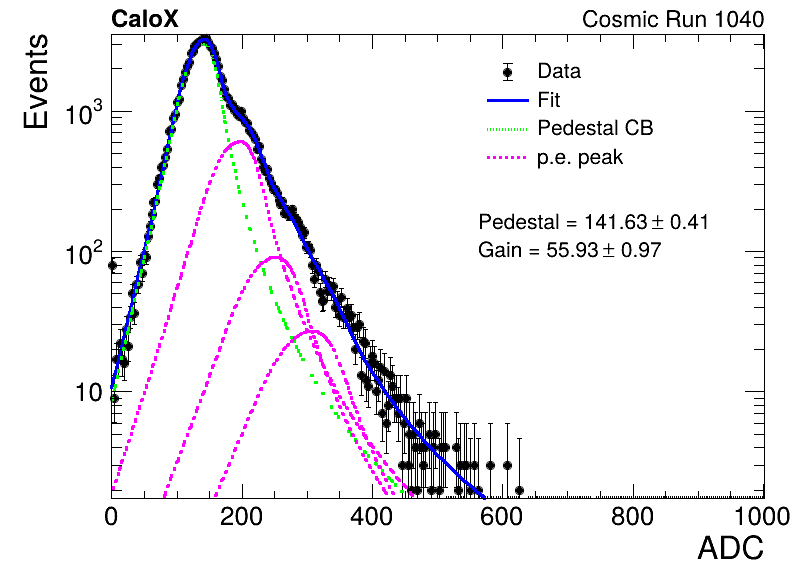 CaloX Cosmic Run 1040
Events
Data
Fit
Pedestal CB
p.e. peak
Pedestal = 141.63 ± 0.41
Gain = 55.93 ± 0.97
10³
10²
10
0 200 400 600 800 1000
ADC